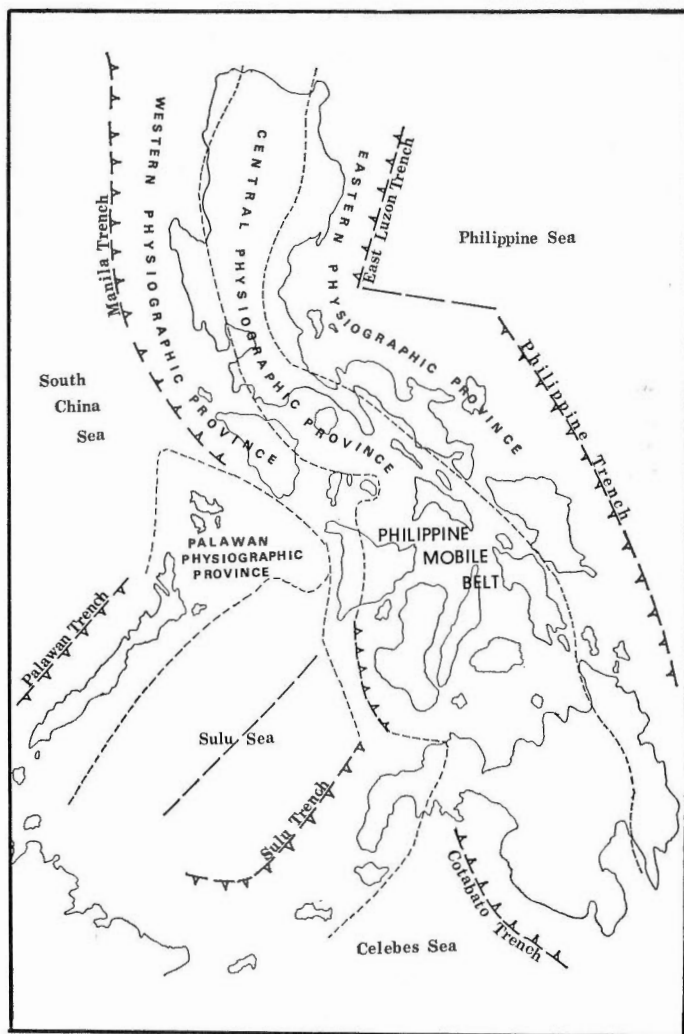 WESTERN PHYSIOGRAPHIC PROVINCE
CENTRAL PHYSIOGRAPHIC PROVINCE
EASTERN PHYSIOGRAPHIC PROVINCE
Manila Trench
East Luzon Trench
Philippine Sea
South
China
Sea
Philippine Trench
PALAWAN
PHYSIOGRAPHIC
PROVINCE
PHILIPPINE
MOBILE
BELT
Palawan Trench
Sulu Sea
Sulu Trench
Cotabato Trench
Celebes Sea